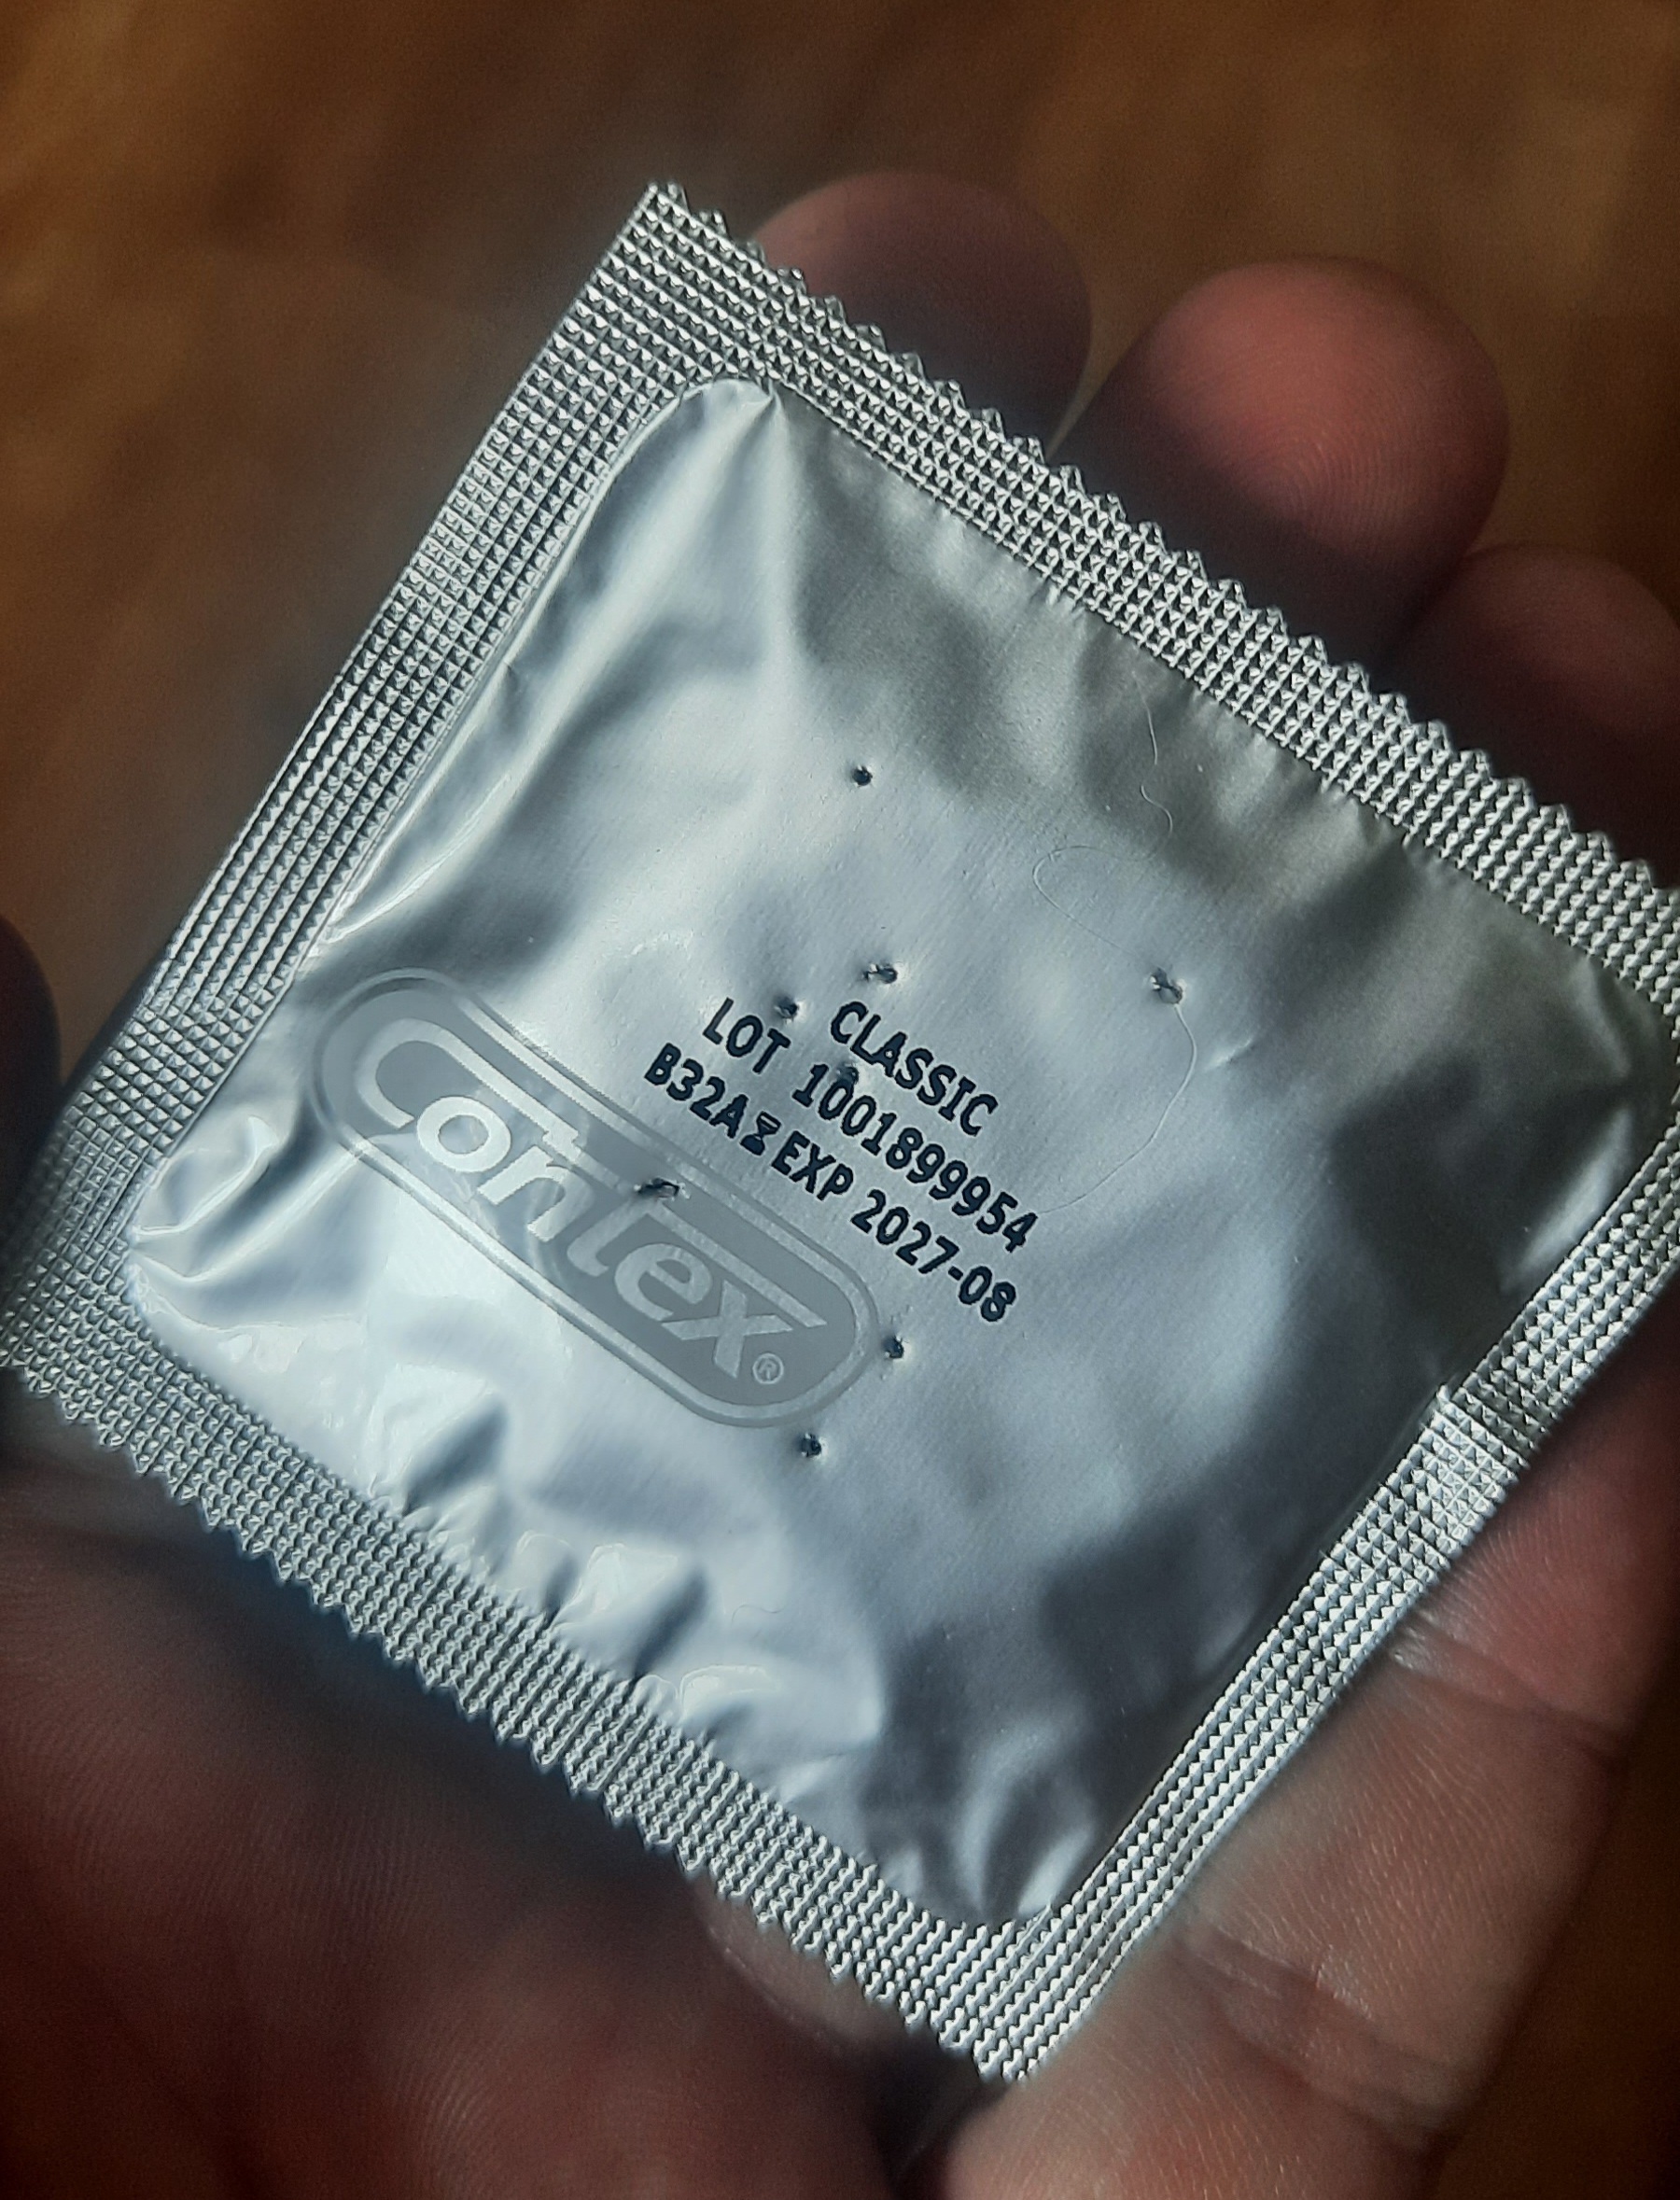 CLASSIC
LOT 1001899954
B32A⌛EXP 2027-08
Contex®